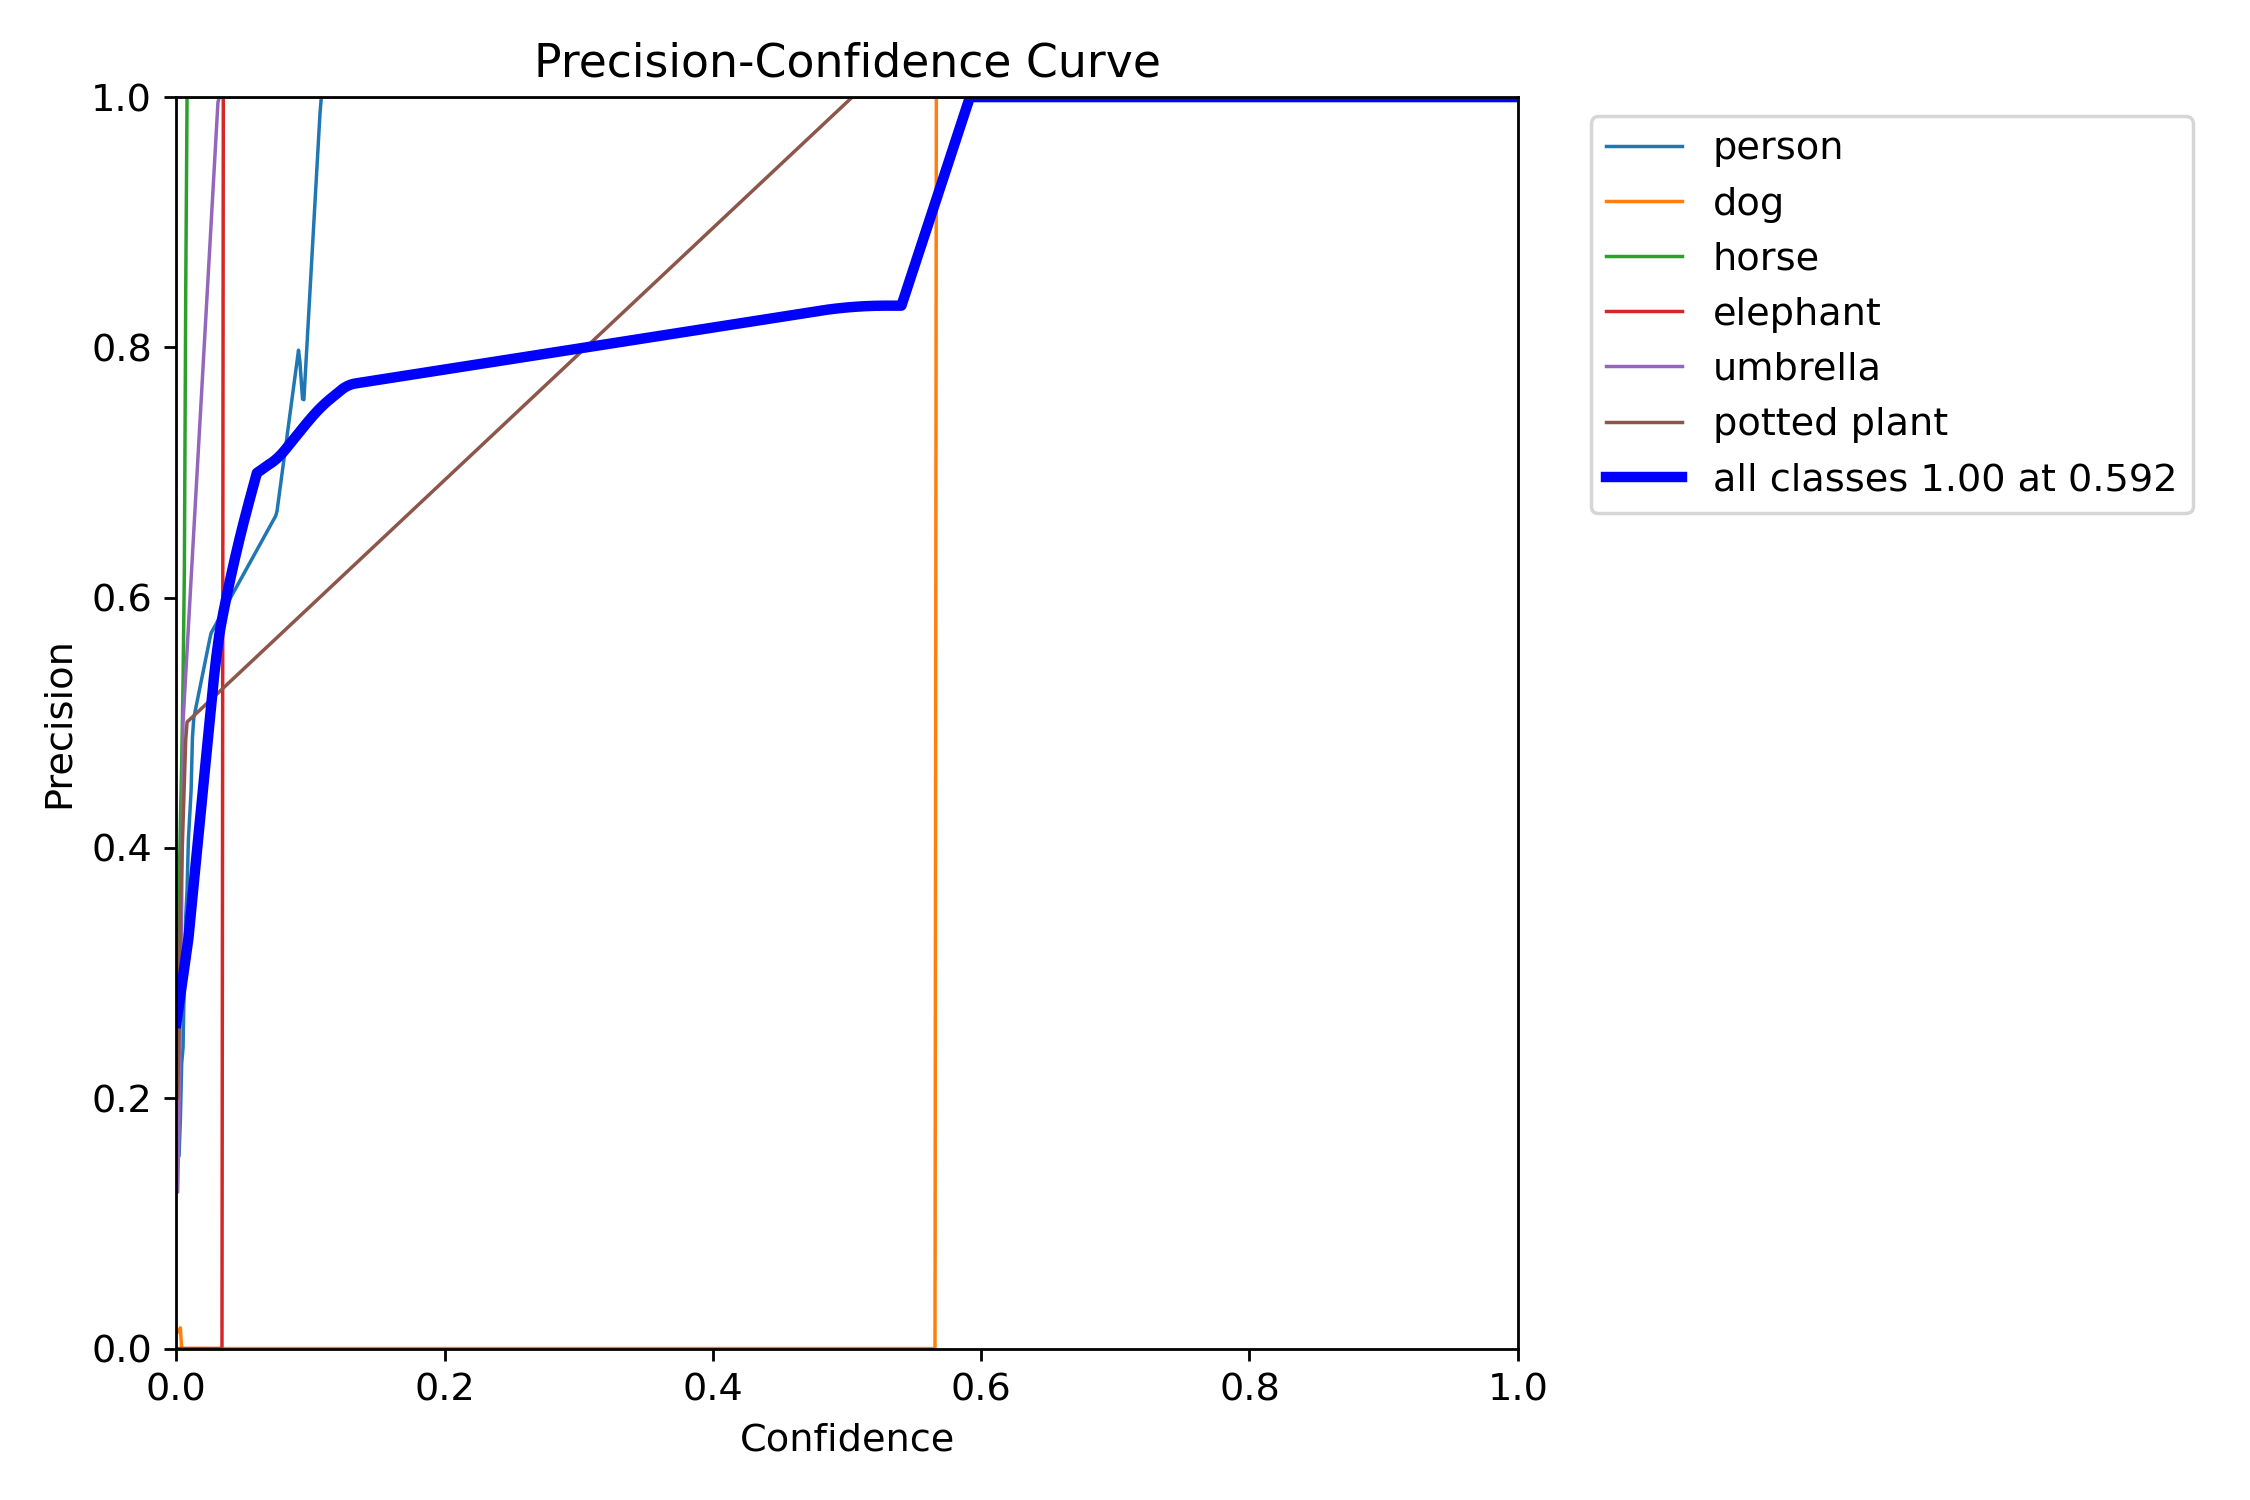 Precision-Confidence Curve
1.0
0.8
0.6
0.4
0.2
0.0
Precision
0.0 0.2 0.4 0.6 0.8 1.0
Confidence
person
dog
horse
elephant
umbrella
potted plant
all classes 1.00 at 0.592